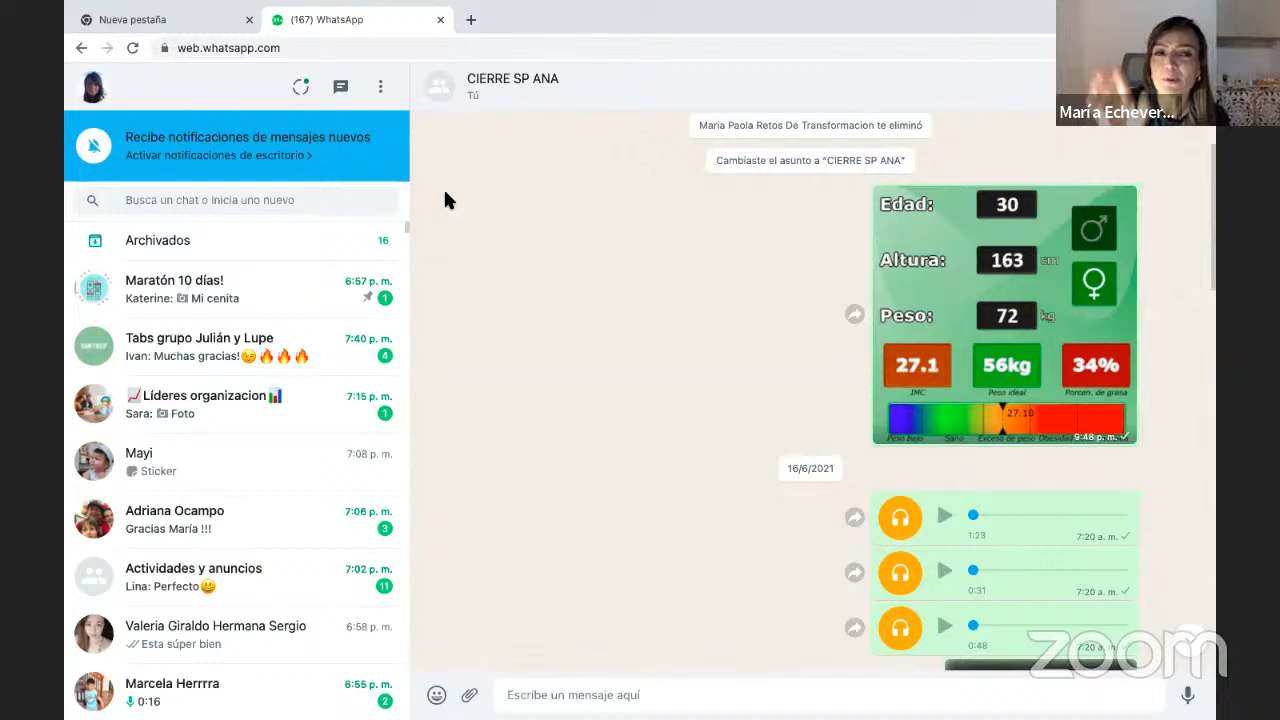 Nueva pestaña
(167) WhatsApp
web.whatsapp.com
CIERRE SP ANA
Tú
María Echever...
Recibe notificaciones de mensajes nuevos
Activar notificaciones de escritorio >
Busca un chat o inicia uno nuevo
Archivados 16
Maratón 10 días! 6:57 p. m.
Katerine: Mi cenita 1
Tabs grupo Julián y Lupe 7:40 p. m.
Ivan: Muchas gracias!😉🔥🔥🔥 4
📈Líderes organizacion📊 7:15 p. m.
Sara: Foto 1
Mayi 7:08 p. m.
Sticker
Adriana Ocampo 7:06 p. m.
Gracias María !!! 3
Actividades y anuncios 7:02 p. m.
Lina: Perfecto😄 11
Valeria Giraldo Hermana Sergio 6:58 p. m.
Esta súper bien
Marcela Herrrra 6:55 p. m.
0:16 2
Maria Paola Retos De Transformacion te eliminó
Cambiaste el asunto a “CIERRE SP ANA”
Edad: 30
Altura: 163 cm
Peso: 72 kg
27.1 56kg 34%
IMC Peso ideal Porcen. de grasa
27.10
Peso bajo Sano Exceso de peso Obesidad
9:48 p. m.
16/6/2021
1:23 7:20 a. m.
0:31 7:20 a. m.
0:48 7:20 a. m.
Escribe un mensaje aquí
zoom